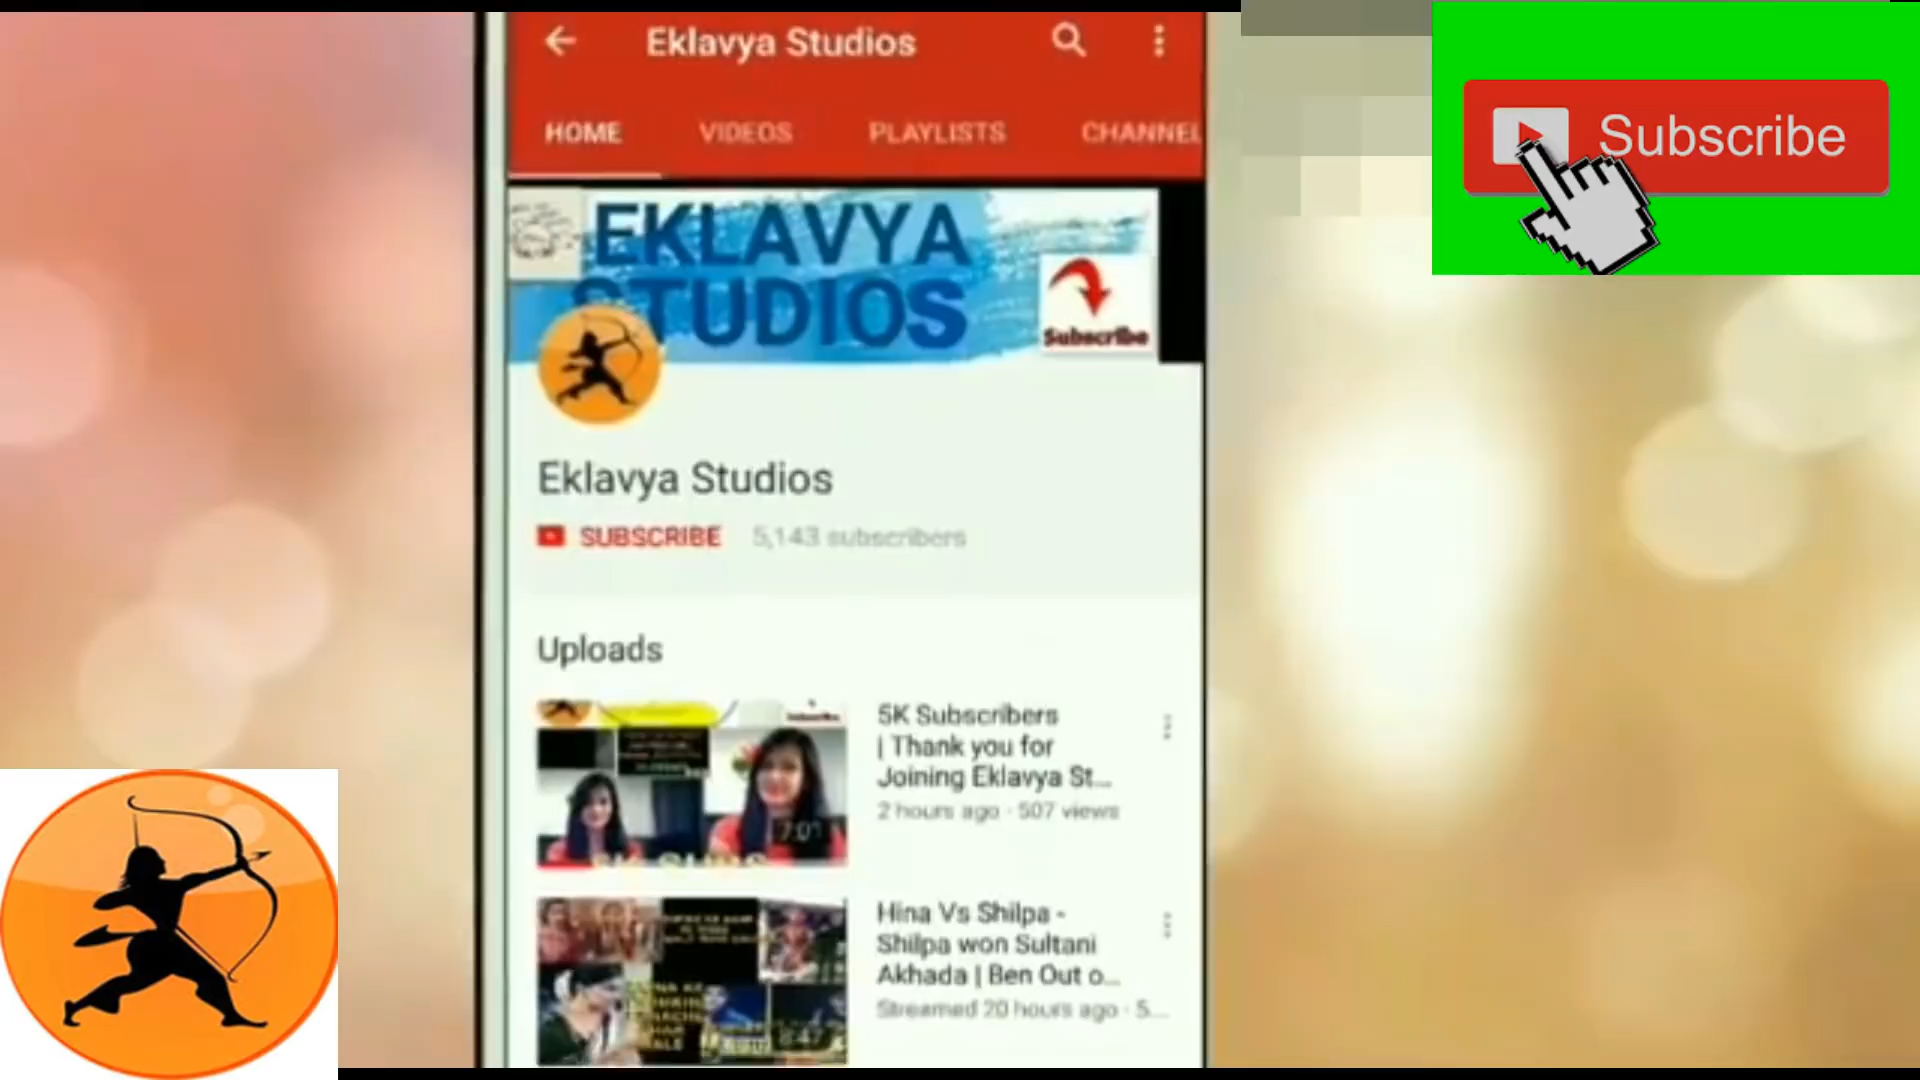 Eklavya Studios
HOME VIDEOS PLAYLISTS CHANNEL
Subscribe
EKLAVYA
STUDIOS
Subscribe
Eklavya Studios
SUBSCRIBE 5,143 subscribers
Uploads
5K Subscribers
| Thank you for
Joining Eklavya St...
2 hours ago · 507 views
7:01
Hina Vs Shilpa -
Shilpa won Sultani
Akhada | Ben Out o...
Streamed 20 hours ago · 5...
8:47